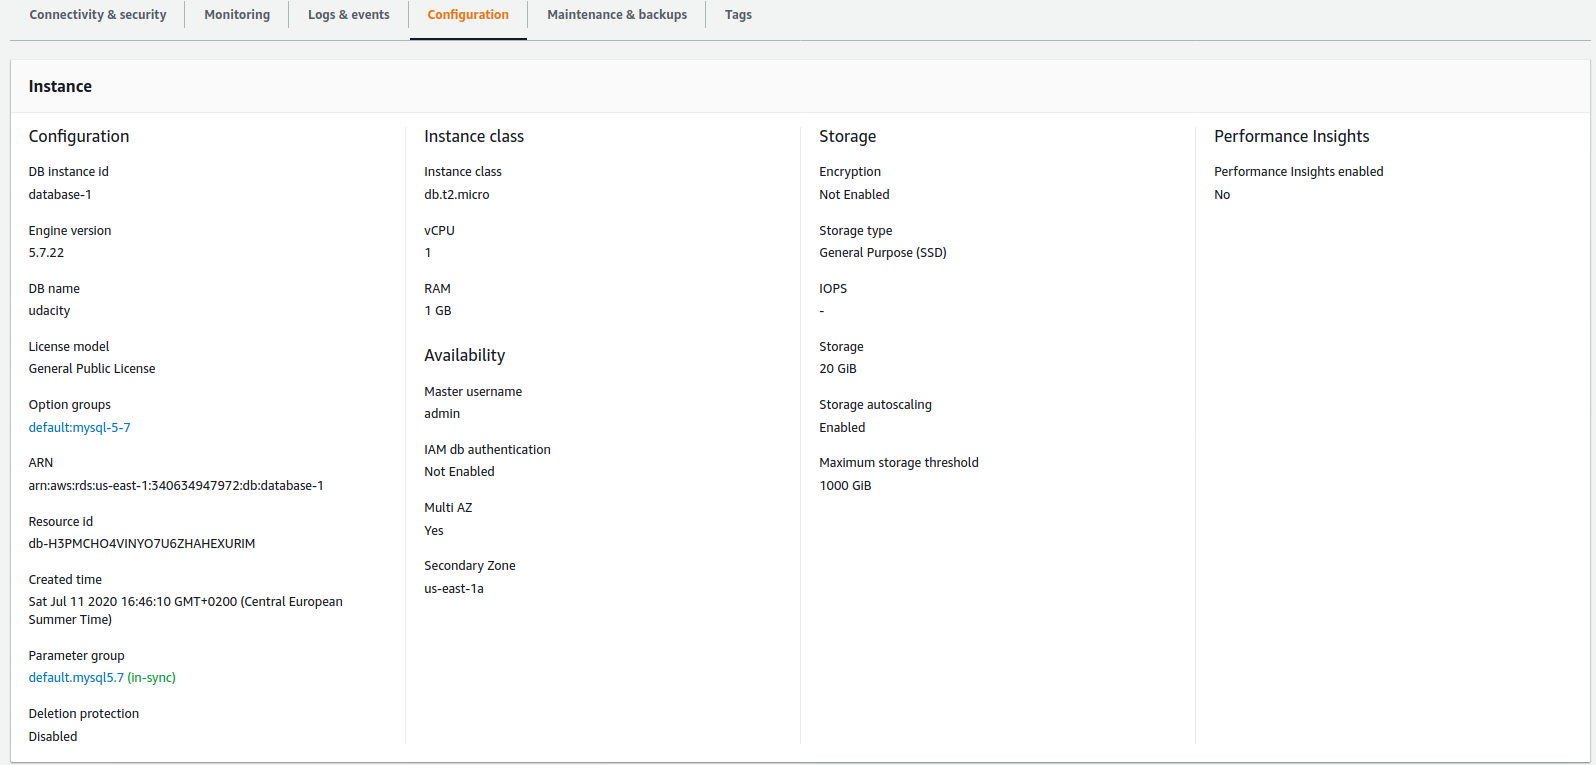 Connectivity & security
Monitoring
Logs & events
Configuration
Maintenance & backups
Tags
Instance
Configuration
DB instance id
database-1
Engine version
5.7.22
DB name
udacity
License model
General Public License
Option groups
default:mysql-5-7
ARN
arn:aws:rds:us-east-1:340634947972:db:database-1
Resource id
db-H3PMCHO4VINYO7U6ZHAHEXURIM
Created time
Sat Jul 11 2020 16:46:10 GMT+0200 (Central European
Summer Time)
Parameter group
default.mysql5.7 (in-sync)
Deletion protection
Disabled
Instance class
Instance class
db.t2.micro
vCPU
1
RAM
1 GB
Availability
Master username
admin
IAM db authentication
Not Enabled
Multi AZ
Yes
Secondary Zone
us-east-1a
Storage
Encryption
Not Enabled
Storage type
General Purpose (SSD)
IOPS
-
Storage
20 GiB
Storage autoscaling
Enabled
Maximum storage threshold
1000 GiB
Performance Insights
Performance Insights enabled
No